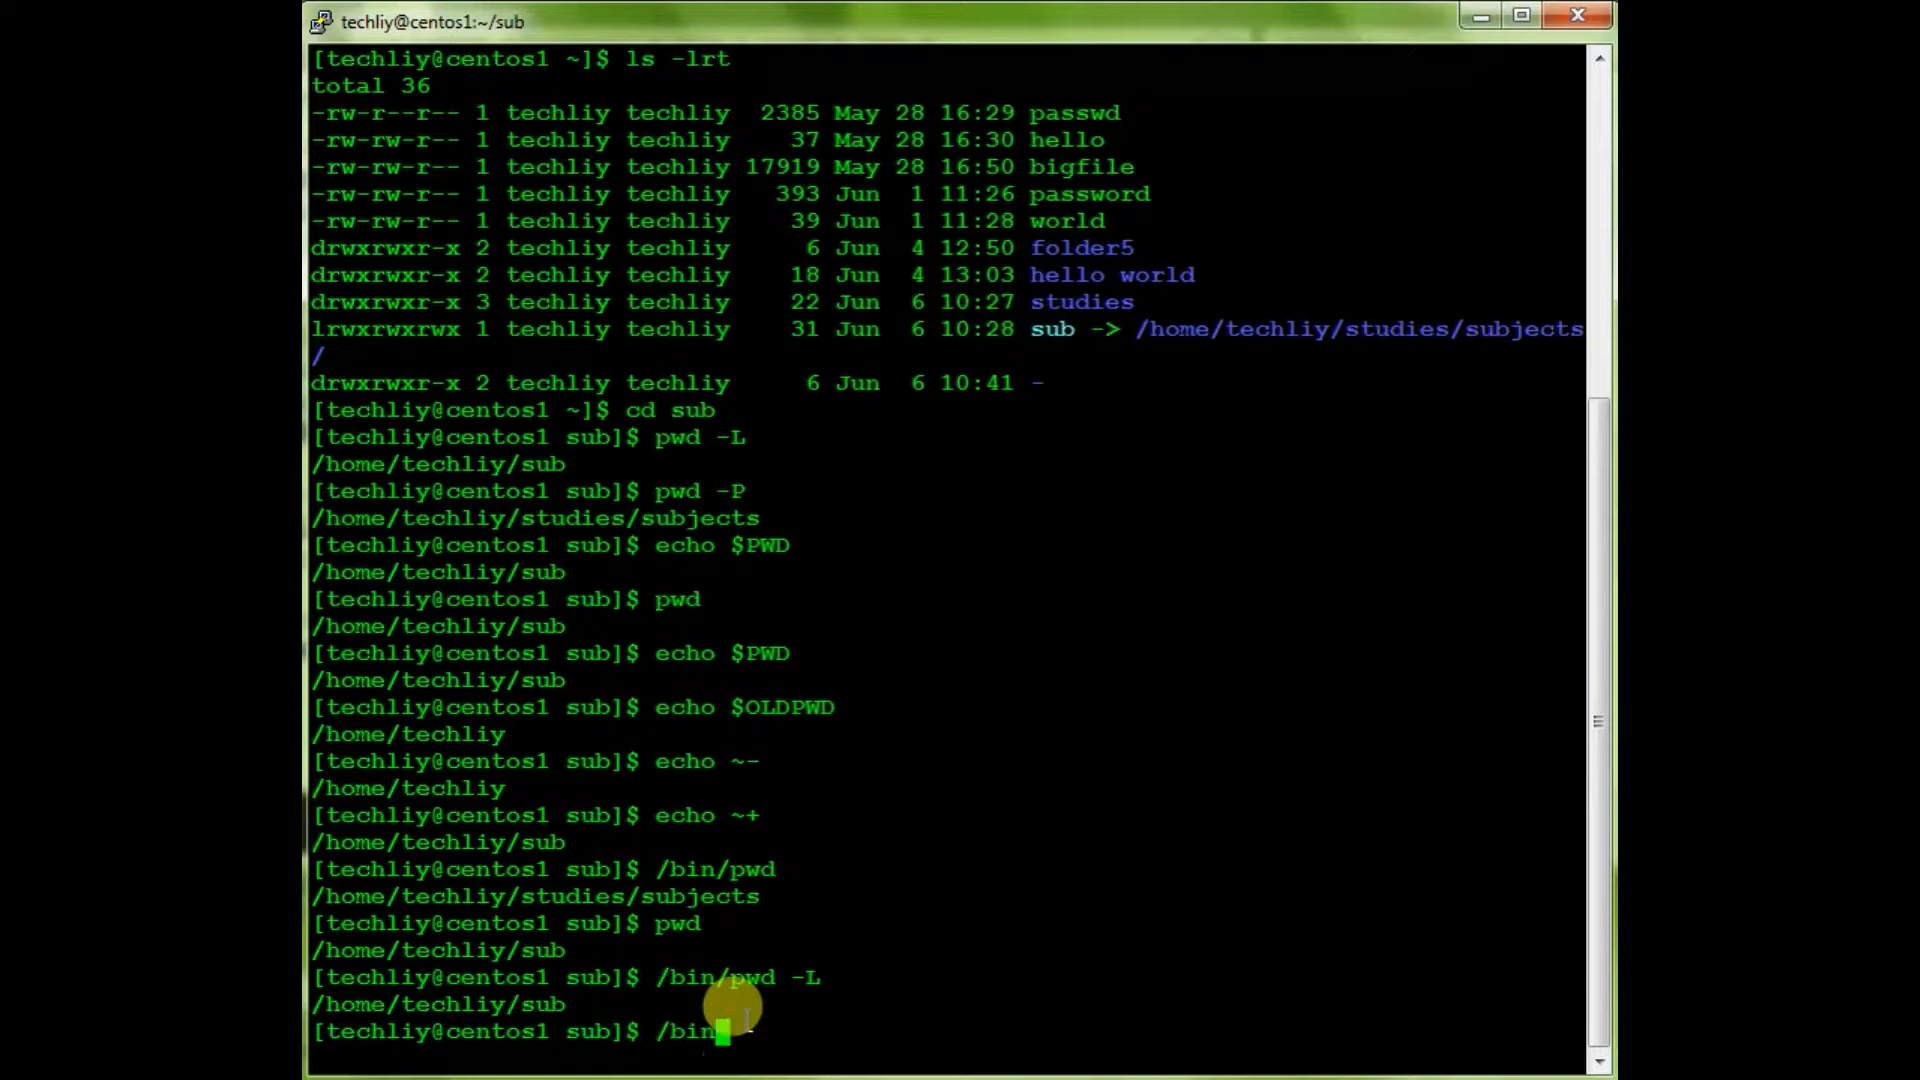 techliy@centos1:~/sub
[techliy@centos1 ~]$ ls -lrt
total 36
-rw-r--r-- 1 techliy techliy  2385 May 28 16:29 passwd
-rw-rw-r-- 1 techliy techliy    37 May 28 16:30 hello
-rw-rw-r-- 1 techliy techliy 17919 May 28 16:50 bigfile
-rw-rw-r-- 1 techliy techliy   393 Jun  1 11:26 password
-rw-rw-r-- 1 techliy techliy    39 Jun  1 11:28 world
drwxrwxr-x 2 techliy techliy     6 Jun  4 12:50 folder5
drwxrwxr-x 2 techliy techliy    18 Jun  4 13:03 hello world
drwxrwxr-x 3 techliy techliy    22 Jun  6 10:27 studies
lrwxrwxrwx 1 techliy techliy    31 Jun  6 10:28 sub -> /home/techliy/studies/subjects
/
drwxrwxr-x 2 techliy techliy     6 Jun  6 10:41 -
[techliy@centos1 ~]$ cd sub
[techliy@centos1 sub]$ pwd -L
/home/techliy/sub
[techliy@centos1 sub]$ pwd -P
/home/techliy/studies/subjects
[techliy@centos1 sub]$ echo $PWD
/home/techliy/sub
[techliy@centos1 sub]$ pwd
/home/techliy/sub
[techliy@centos1 sub]$ echo $PWD
/home/techliy/sub
[techliy@centos1 sub]$ echo $OLDPWD
/home/techliy
[techliy@centos1 sub]$ echo ~-
/home/techliy
[techliy@centos1 sub]$ echo ~+
/home/techliy/sub
[techliy@centos1 sub]$ /bin/pwd
/home/techliy/studies/subjects
[techliy@centos1 sub]$ pwd
/home/techliy/sub
[techliy@centos1 sub]$ /bin/pwd -L
/home/techliy/sub
[techliy@centos1 sub]$ /bin